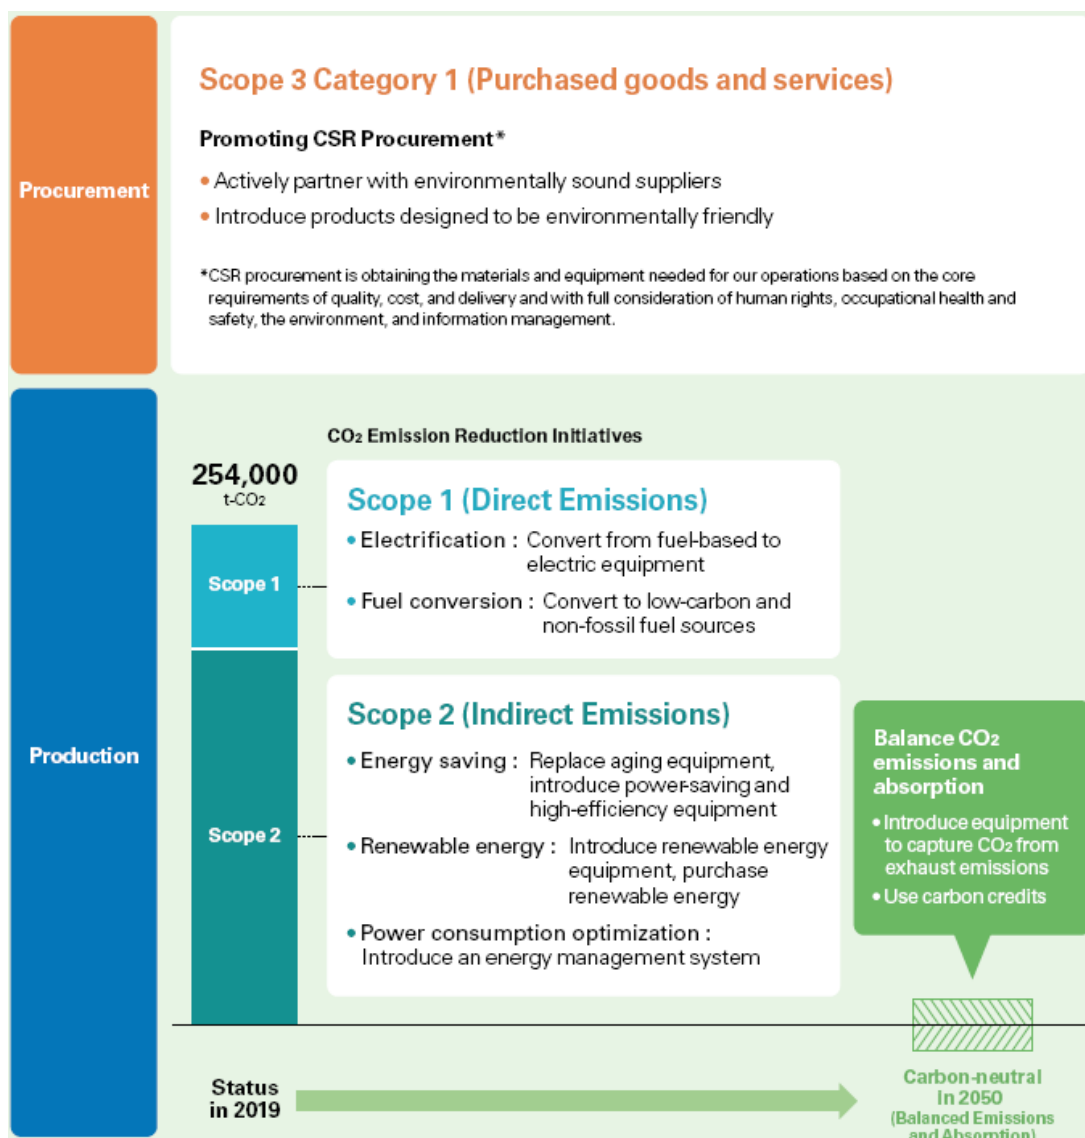 Procurement
Scope 3 Category 1 (Purchased goods and services)
Promoting CSR Procurement*
• Actively partner with environmentally sound suppliers
• Introduce products designed to be environmentally friendly
*CSR procurement is obtaining the materials and equipment needed for our operations based on the core
requirements of quality, cost, and delivery and with full consideration of human rights, occupational health and
safety, the environment, and information management.
Production
CO₂ Emission Reduction Initiatives
254,000
t-CO₂
Scope 1
Scope 1 (Direct Emissions)
• Electrification : Convert from fuel-based to
electric equipment
• Fuel conversion : Convert to low-carbon and
non-fossil fuel sources
Scope 2
Scope 2 (Indirect Emissions)
• Energy saving : Replace aging equipment,
introduce power-saving and
high-efficiency equipment
• Renewable energy : Introduce renewable energy
equipment, purchase
renewable energy
• Power consumption optimization :
Introduce an energy management system
Balance CO₂
emissions and
absorption
• Introduce equipment
to capture CO₂ from
exhaust emissions
• Use carbon credits
Status
in 2019
Carbon-neutral
in 2050
(Balanced Emissions
and Absorption)